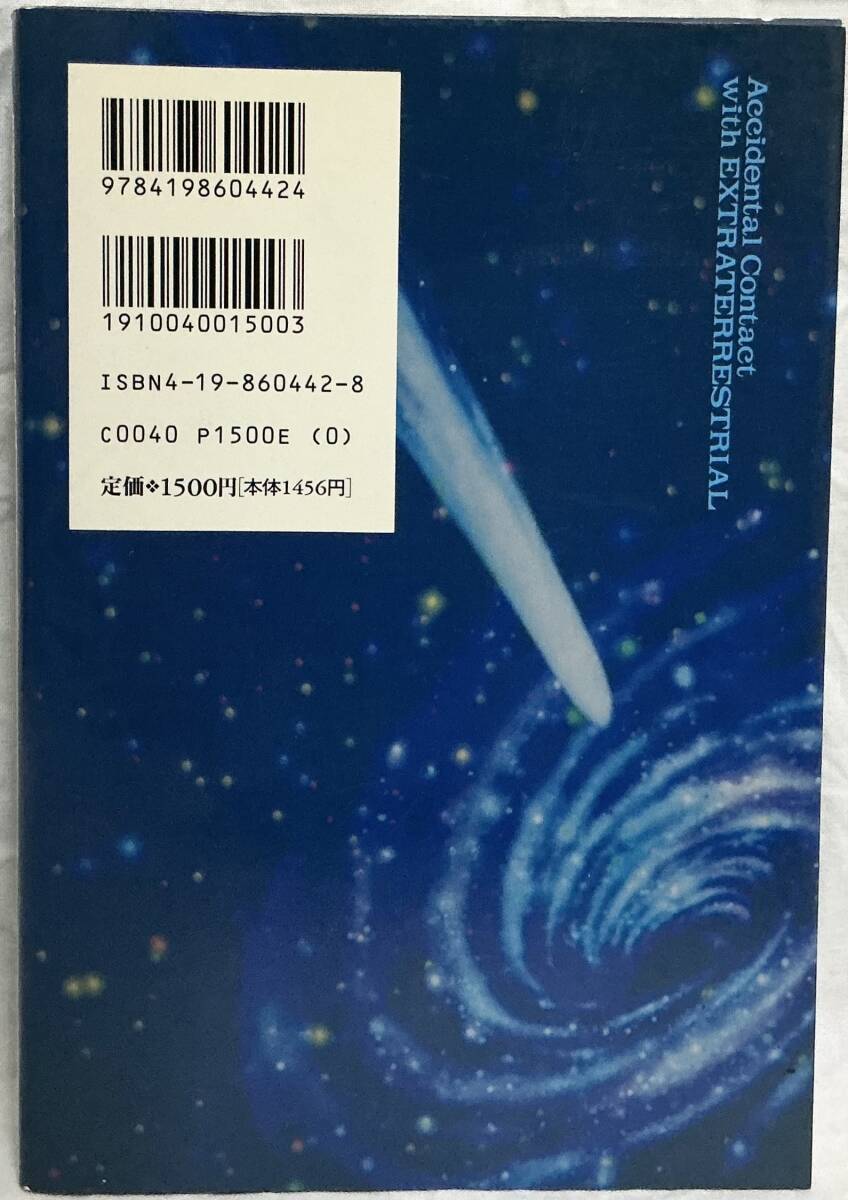 9784198604424
1910040015003
ISBN4-19-860442-8
C0040 P1500E (0)
定価❖1500円[本体1456円]
Accidental Contact
with EXTRATERRESTRIAL